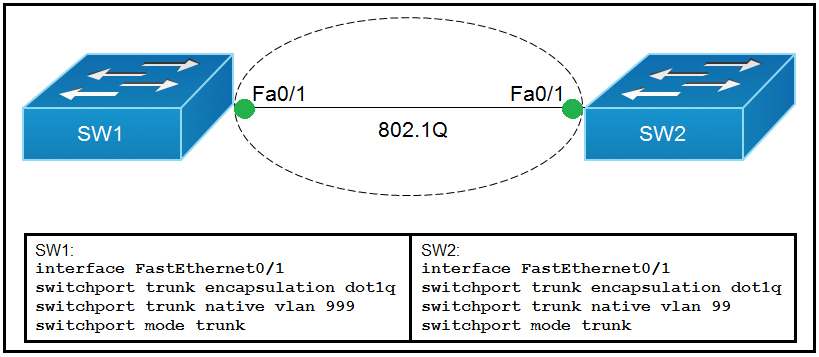 Fa0/1
Fa0/1
SW1
802.1Q
SW2
SW1:
interface FastEthernet0/1
switchport trunk encapsulation dot1q
switchport trunk native vlan 999
switchport mode trunk
SW2:
interface FastEthernet0/1
switchport trunk encapsulation dot1q
switchport trunk native vlan 99
switchport mode trunk